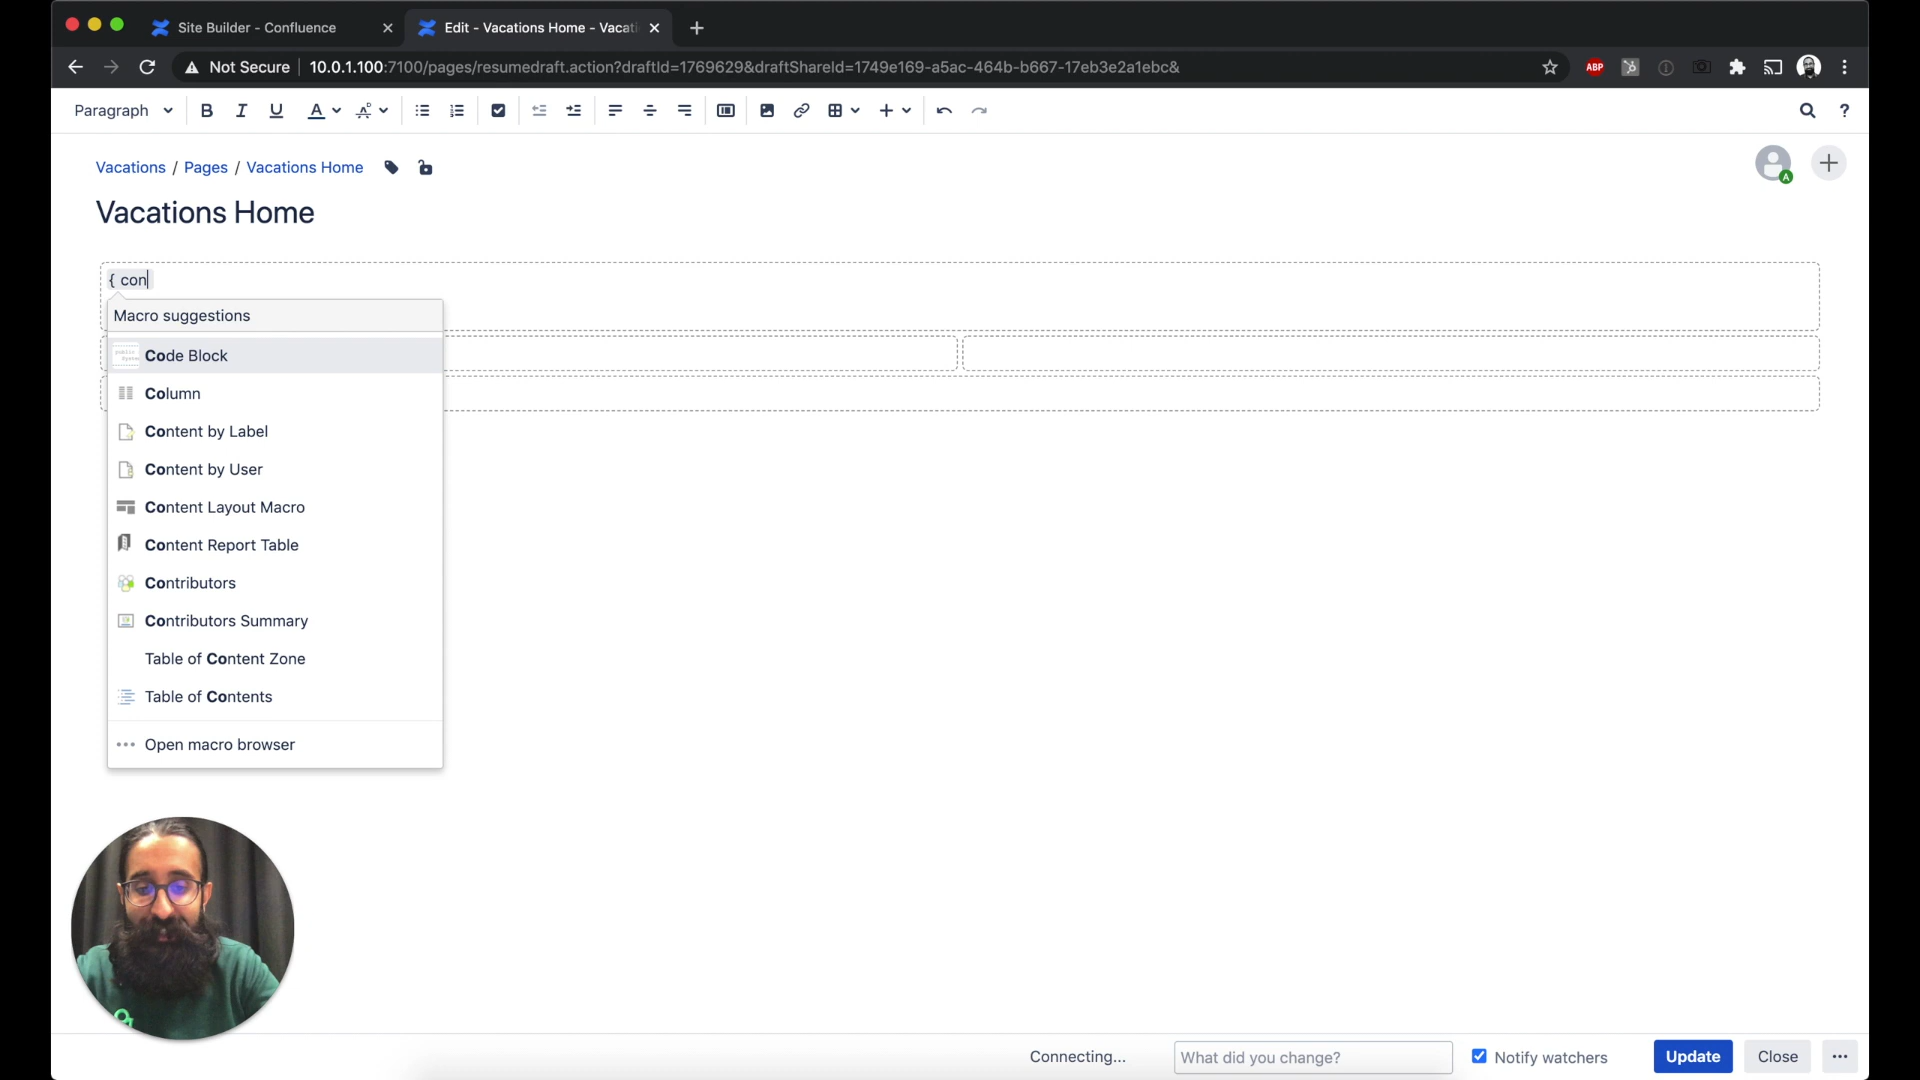 Site Builder - Confluence
Edit - Vacations Home - Vacati
Not Secure
10.0.1.100:7100/pages/resumedraft.action?draftId=1769629&draftShareId=1749e169-a5ac-464b-b667-17eb3e2a1ebc&
ABP
Paragraph
B I U A
?
Vacations / Pages / Vacations Home
A
Vacations Home
{ con
Macro suggestions
Code Block
Column
Content by Label
Content by User
Content Layout Macro
Content Report Table
Contributors
Contributors Summary
Table of Content Zone
Table of Contents
Open macro browser
Connecting...
What did you change?
Notify watchers
Update
Close